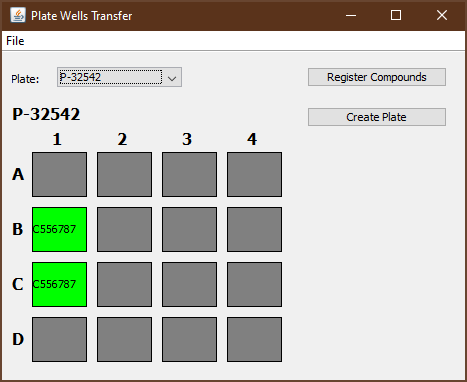 Plate Wells Transfer
File
Plate: P-32542
Register Compounds
P-32542
Create Plate
1 2 3 4
A
B C556787
C C556787
D